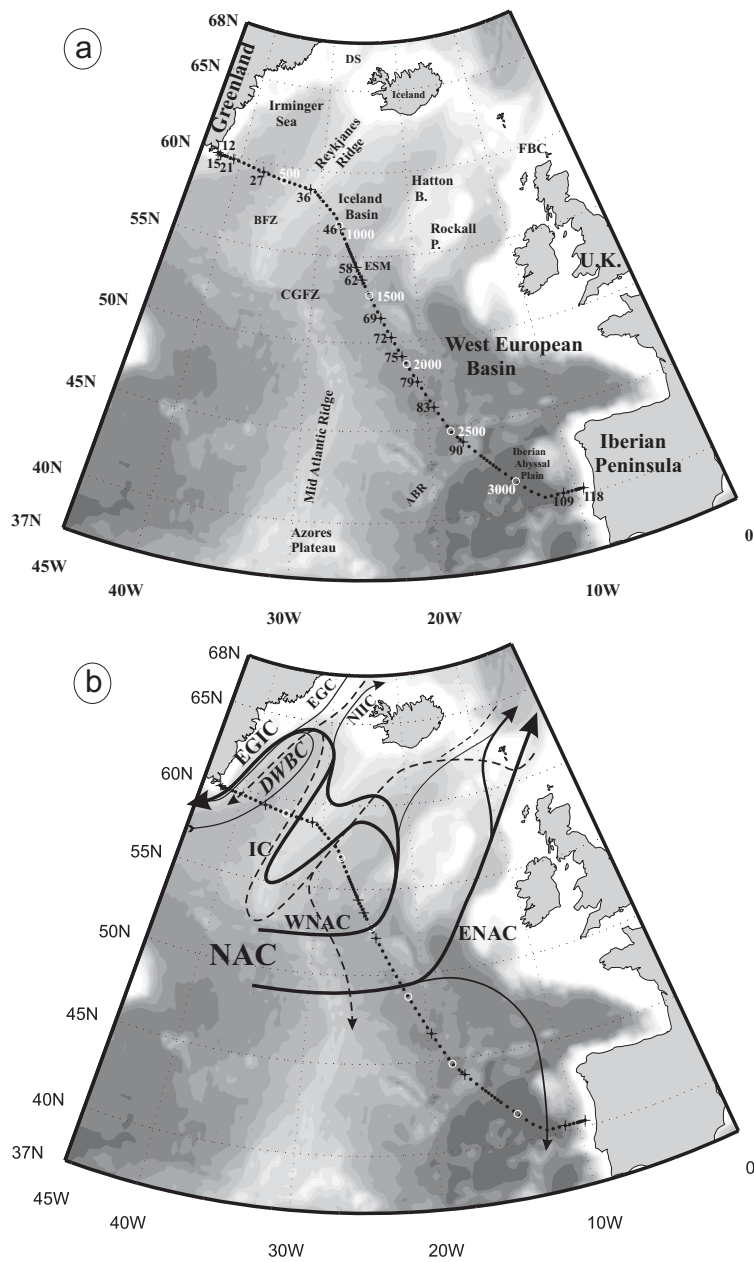 a
68N
65N
60N
55N
50N
45N
40N
37N
45W
40W
30W
20W
10W
0
Greenland
DS
Iceland
Irminger
Sea
Reykjanes
Ridge
FBC
12
15
21
27
500
36
Hatton
B.
Iceland
Basin
BFZ
46
1000
Rockall
P.
U.K.
58
ESM
62
CGFZ
1500
69
72
West European
Basin
75
2000
79
83
Mid Atlantic Ridge
2500
90
Iberian
Abyssal
Plain
Iberian
Peninsula
ABR
3000
109
118
Azores
Plateau
b
68N
65N
60N
55N
50N
45N
40N
37N
45W
40W
30W
20W
10W
0
EGC
NIIC
EGIC
DWBC
IC
WNAC
ENAC
NAC